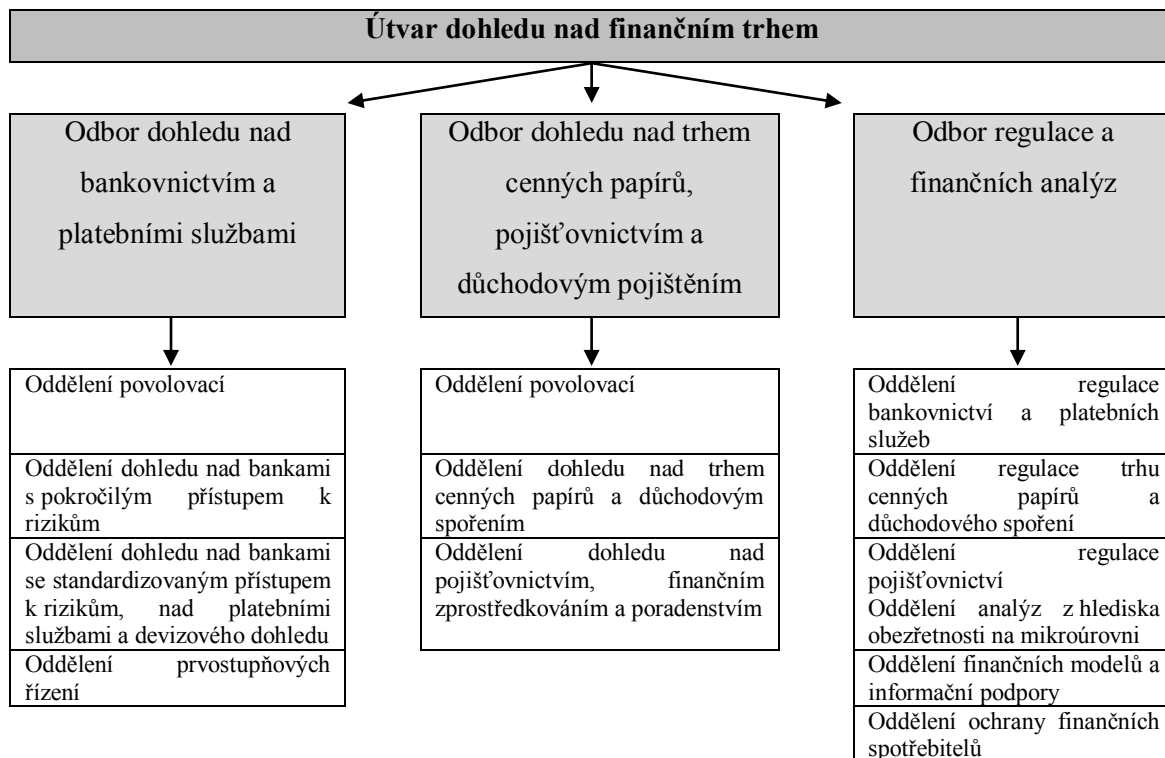 Útvar dohledu nad finančním trhem
Odbor dohledu nad
bankovnictvím a
platebními službami
Odbor dohledu nad trhem
cenných papírů,
pojišťovnictvím a
důchodovým pojištěním
Odbor regulace a
finančních analýz
Oddělení povolovací
Oddělení dohledu nad bankami
s pokročilým přístupem k
rizikům
Oddělení dohledu nad bankami
se standardizovaným přístupem
k rizikům, nad platebními
službami a devizového dohledu
Oddělení prvostupňových
řízení
Oddělení povolovací
Oddělení dohledu nad trhem
cenných papírů a důchodovým
spořením
Oddělení dohledu nad
pojišťovnictvím, finančním
zprostředkováním a poradenstvím
Oddělení regulace
bankovnictví a platebních
služeb
Oddělení regulace trhu
cenných papírů a
důchodového spoření
Oddělení regulace
pojišťovnictví
Oddělení analýz z hlediska
obezřetnosti na mikroúrovni
Oddělení finančních modelů a
informační podpory
Oddělení ochrany finančních
spotřebitelů